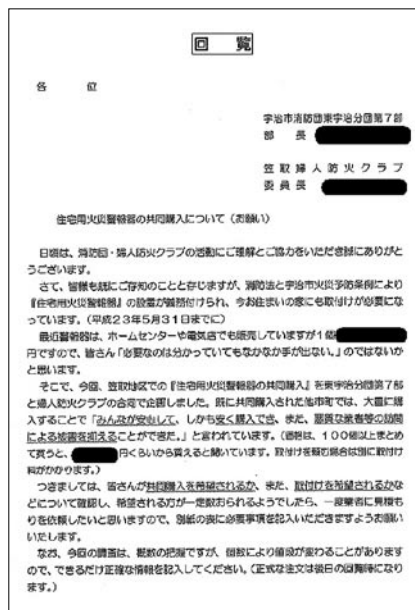 回覧
各 位
宇治市消防団東宇治分団第7部
部 長
笠取婦人防火クラブ
委員長
住宅用火災警報器の共同購入について（お願い）
日頃は、消防団・婦人防火クラブの活動にご理解とご協力をいただき誠にありがと
うございます。
さて、皆様も既にご存知のことと存じますが、消防法と宇治市火災予防条例により
『住宅用火災警報器』の設置が義務付けられ、今お住まいの家にも取付けが必要にな
っています。（平成23年5月31日までに）
最近警報器は、ホームセンターや電気店でも販売していますが1個
円ですので、皆さん「必要なのは分かっていてもなかなか手が出ない。」のではないか
と思います。
そこで、今回、笠取地区での『住宅用火災警報器の共同購入』を東宇治分団第7部
と婦人防火クラブの合同で企画しました。既に共同購入された他市町では、大量に購
入することで「みんなが安心して、しかも安く購入でき、また、悪質な業者等の訪問
による被害を抑えることができた。」と言われています。（価格は、100個以上まとめ
て買うと、 円くらいから買えると聞いています。取付けを頼む場合は別に取付け
料がかかります。）
つきましては、皆さんが共同購入を希望されるか、また、取付けを希望されるかな
どについて確認し、希望される方が一定数おられるようでしたら、一度業者に見積も
りを依頼したいと思いますので、別紙の表に必要事項を記入いただきますようお願い
いたします。
なお、今回の調査は、概数の把握ですが、個数により値段が変わることがあります
ので、できるだけ正確な情報を記入してください。（正式な注文は後日の回覧時になり
ます。）